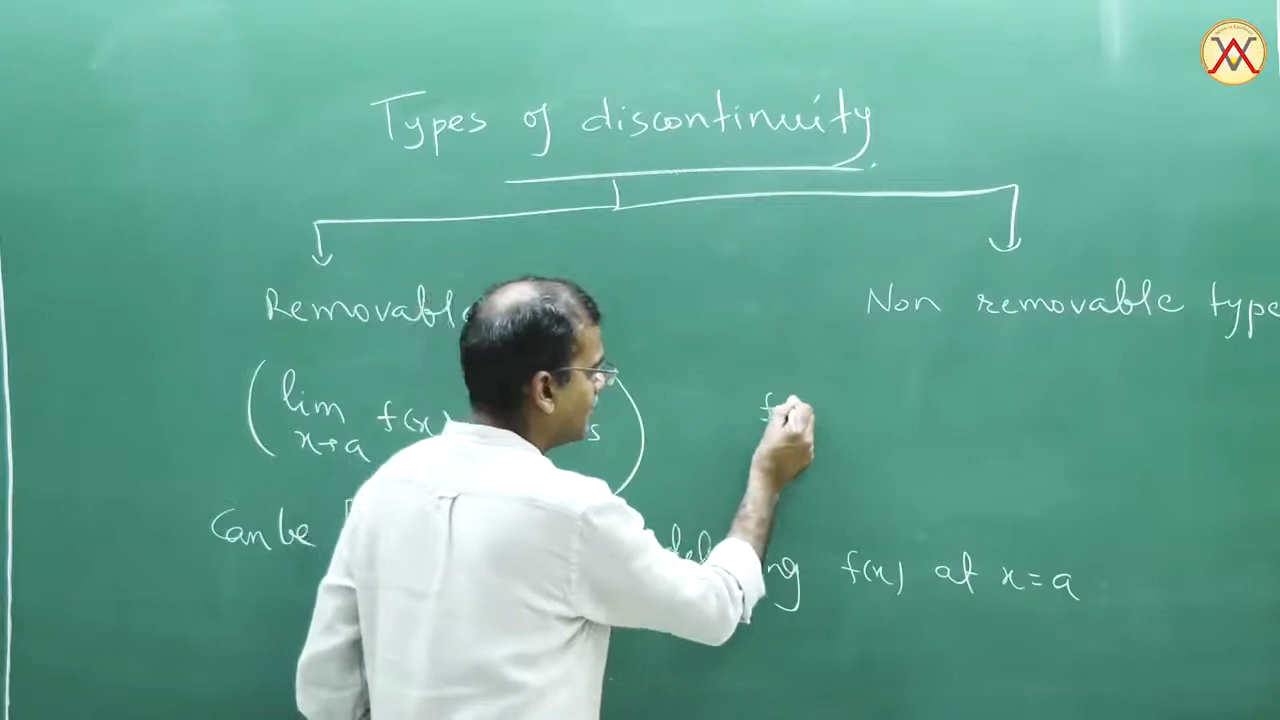 Types of discontinuity
Removable
Non removable type
( lim f(x) s )
x→a
f
Can be ng f(x) at x=a